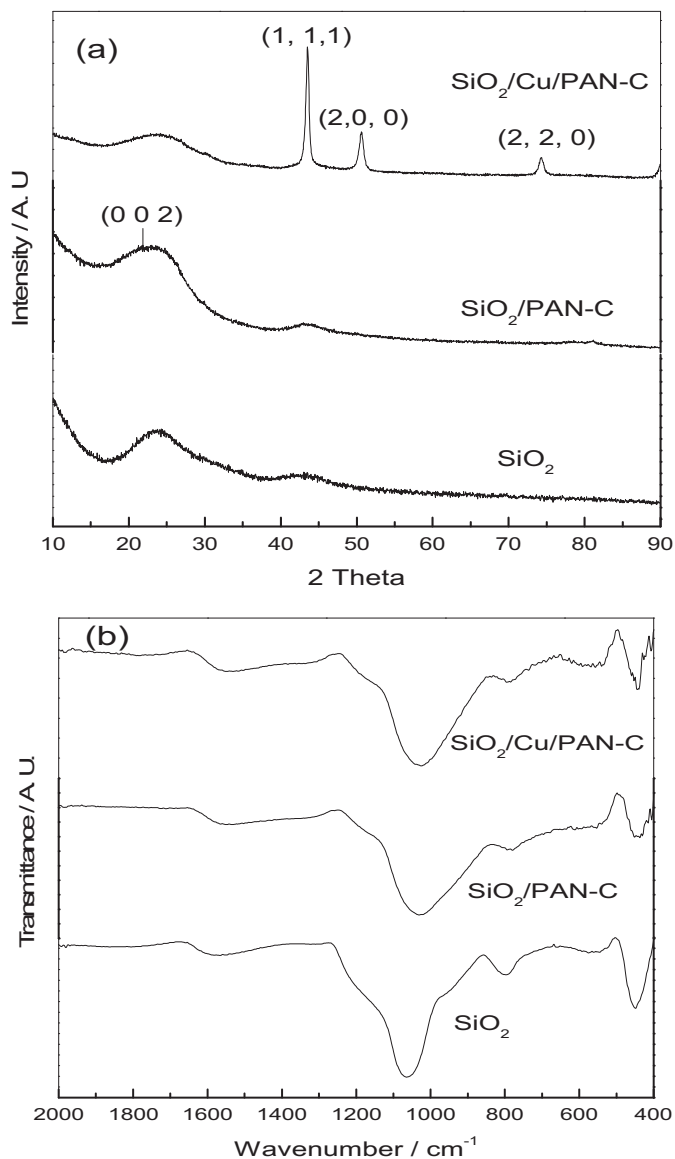 (a)
(1, 1,1)
SiO₂/Cu/PAN-C
(2,0, 0)
(2, 2, 0)
(0 0 2)
SiO₂/PAN-C
SiO₂
Intensity / A. U
10 20 30 40 50 60 70 80 90
2 Theta
(b)
SiO₂/Cu/PAN-C
SiO₂/PAN-C
SiO₂
Transmittance / A U.
2000 1800 1600 1400 1200 1000 800 600 400
Wavenumber / cm⁻¹